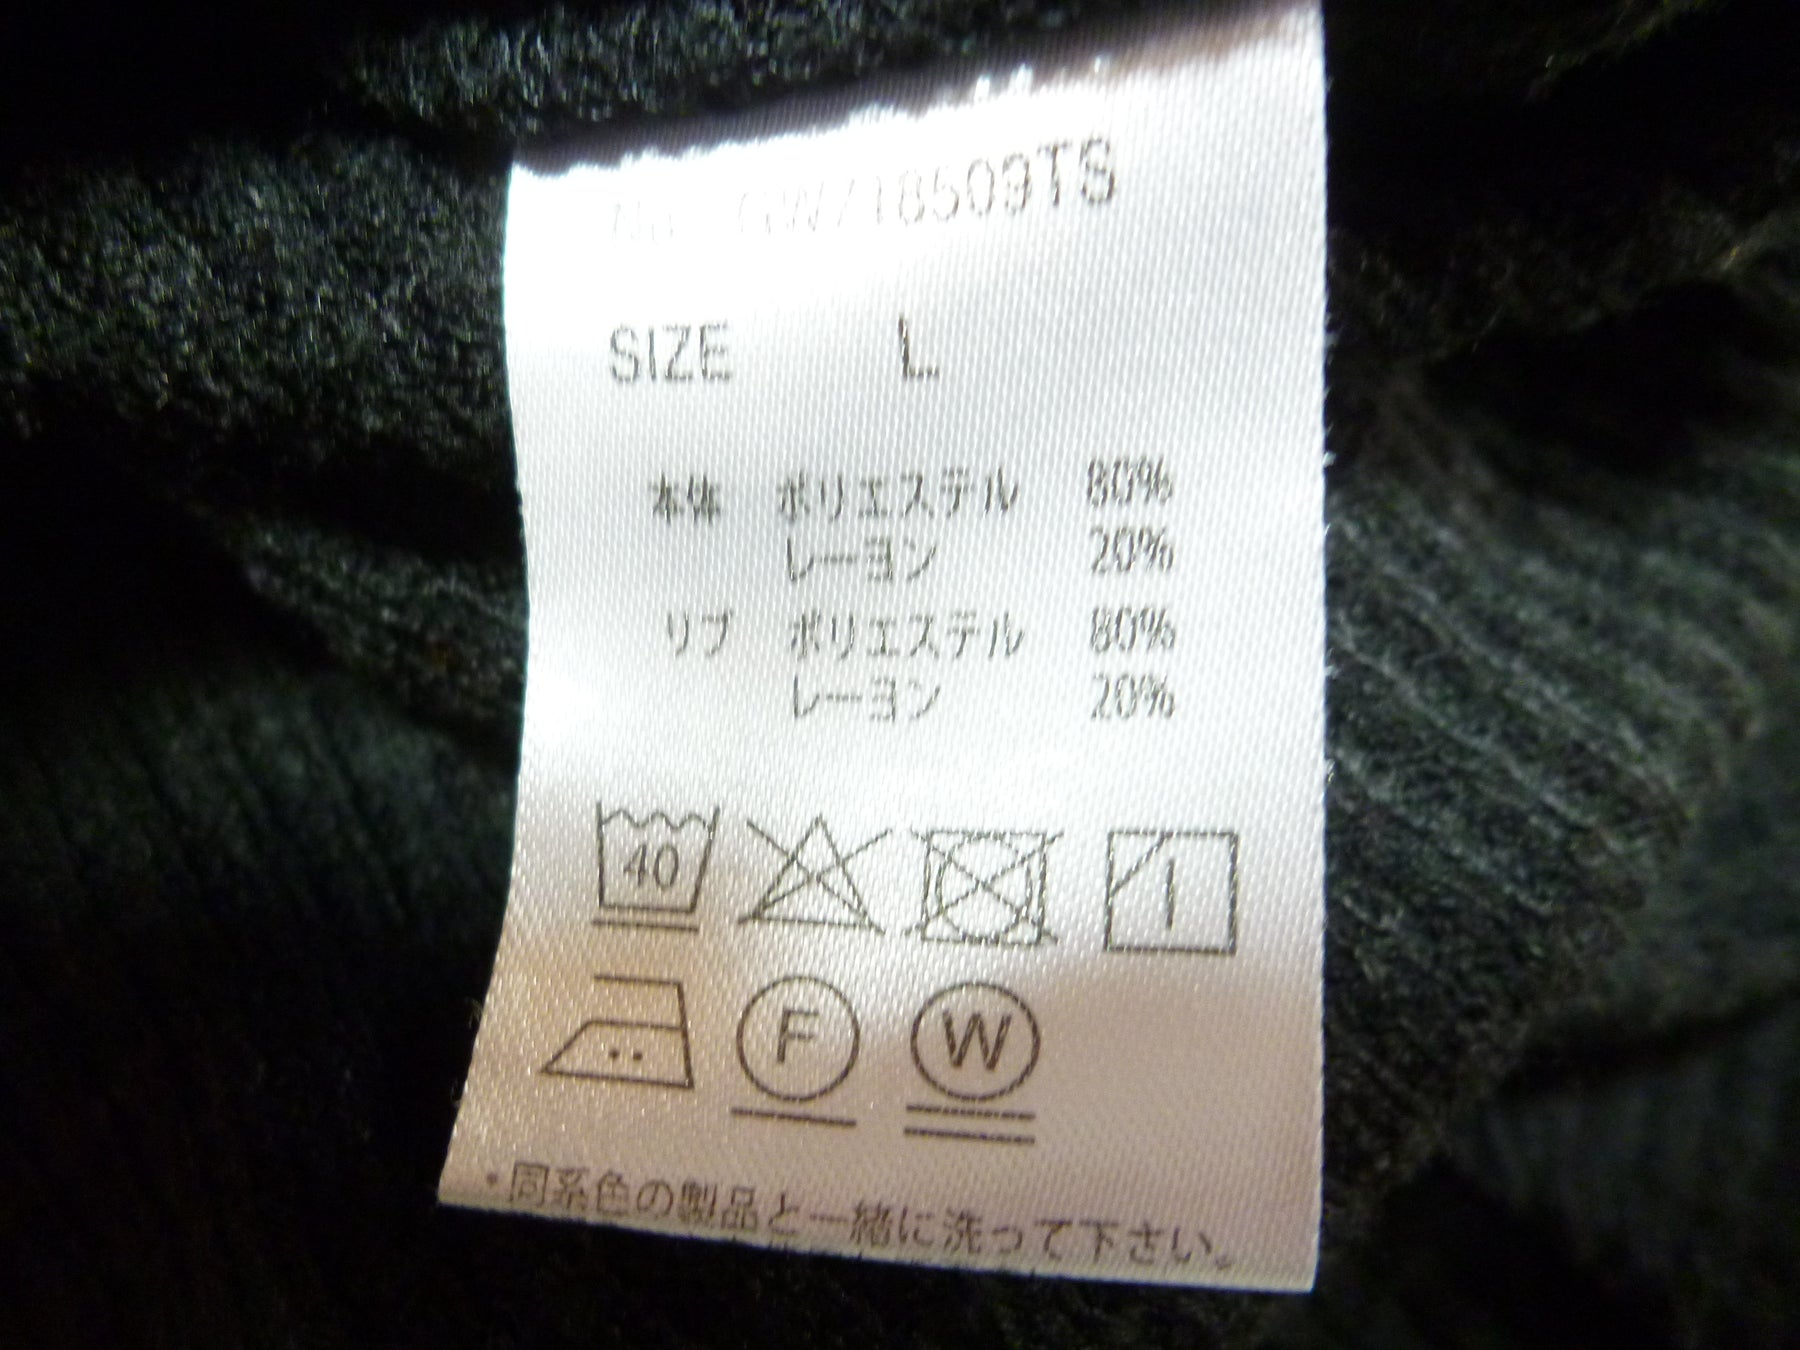 No. GW718509TS
SIZE L
本体 ポリエステル 80%
レーヨン 20%
リブ ポリエステル 80%
レーヨン 20%
40
F W
・同系色の製品と一緒に洗って下さい。